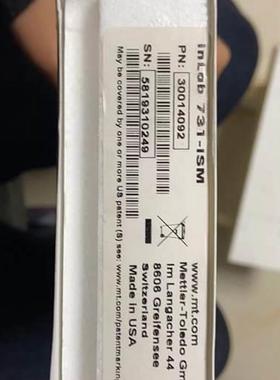 inLab 731-ISM
PN: 30014092
SN: 5819310249
May be covered by one or more US patent (s) see: www.mt.com/patentmarking
www.mt.com
Mettler-Toledo Gm
Im Langacher 44
8606 Greifensee
Switzerland
Made in USA